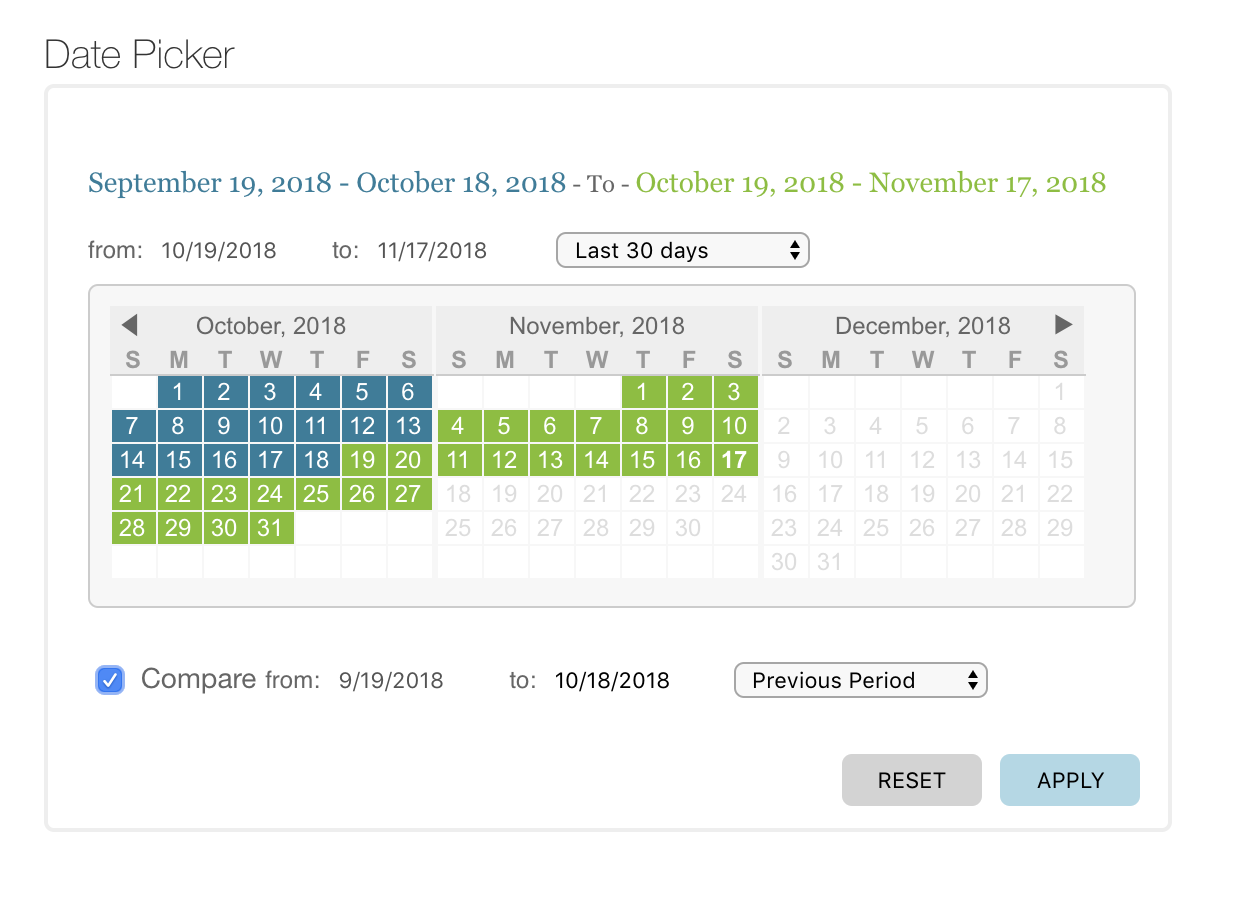 Date Picker
September 19, 2018 - October 18, 2018 - To - October 19, 2018 - November 17, 2018
from: 10/19/2018 to: 11/17/2018 Last 30 days
October, 2018 November, 2018 December, 2018
S M T W T F S S M T W T F S S M T W T F S
1 2 3 4 5 6 1 2 3 1
7 8 9 10 11 12 13 4 5 6 7 8 9 10 2 3 4 5 6 7 8
14 15 16 17 18 19 20 11 12 13 14 15 16 17 9 10 11 12 13 14 15
21 22 23 24 25 26 27 18 19 20 21 22 23 24 16 17 18 19 20 21 22
28 29 30 31 25 26 27 28 29 30 23 24 25 26 27 28 29
30 31
Compare from: 9/19/2018 to: 10/18/2018 Previous Period
RESET APPLY